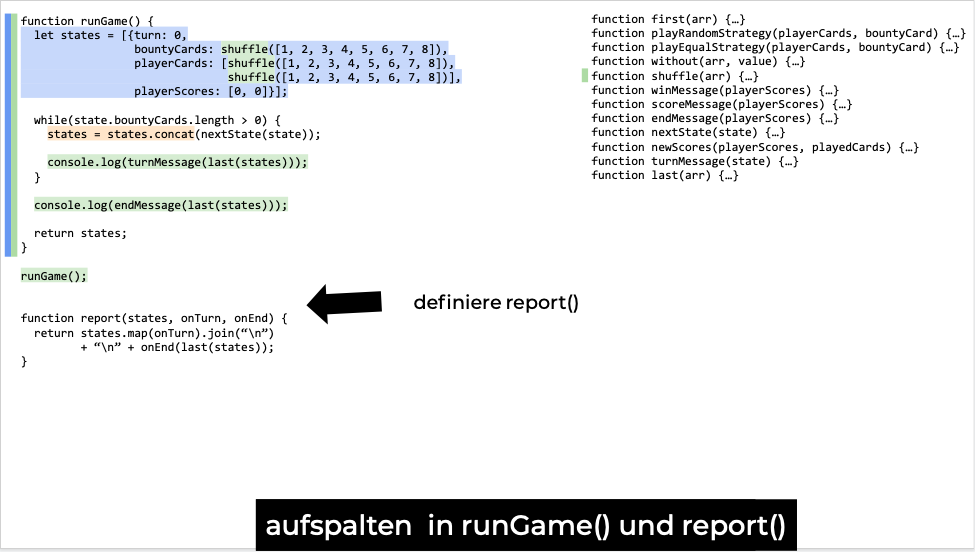 function runGame() {
let states = [{turn: 0,
bountyCards: shuffle([1, 2, 3, 4, 5, 6, 7, 8]),
playerCards: [shuffle([1, 2, 3, 4, 5, 6, 7, 8]),
shuffle([1, 2, 3, 4, 5, 6, 7, 8])],
playerScores: [0, 0]}];
while(state.bountyCards.length > 0) {
states = states.concat(nextState(state));
console.log(turnMessage(last(states)));
}
console.log(endMessage(last(states)));
return states;
}
runGame();
function report(states, onTurn, onEnd) {
return states.map(onTurn).join(“\n”)
+ “\n” + onEnd(last(states));
}
function first(arr) {…}
function playRandomStrategy(playerCards, bountyCard) {…}
function playEqualStrategy(playerCards, bountyCard) {…}
function without(arr, value) {…}
function shuffle(arr) {…}
function winMessage(playerScores) {…}
function scoreMessage(playerScores) {…}
function endMessage(playerScores) {…}
function nextState(state) {…}
function newScores(playerScores, playedCards) {…}
function turnMessage(state) {…}
function last(arr) {…}
definiere report()
aufspalten in runGame() und report()